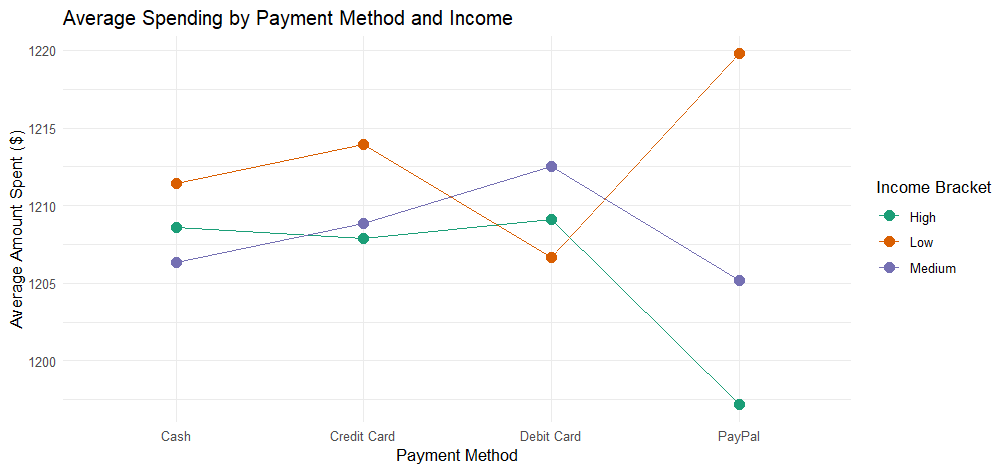 Average Spending by Payment Method and Income
Average Amount Spent ($)
1220
1215
1210
1205
1200
Cash
Credit Card
Debit Card
PayPal
Payment Method
Income Bracket
High
Low
Medium